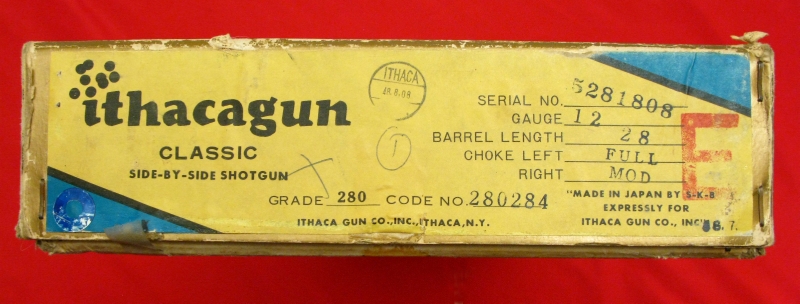 ithacagun
CLASSIC
SIDE-BY-SIDE SHOTGUN
GRADE 280 CODE NO. 280284
ITHACA GUN CO., INC., ITHACA, N.Y.
ITHACA
1
SERIAL NO. 5281808
GAUGE 12
BARREL LENGTH 28
CHOKE LEFT FULL
RIGHT MOD
E
"MADE IN JAPAN BY S-K-B
EXPRESSLY FOR
ITHACA GUN CO., INC."